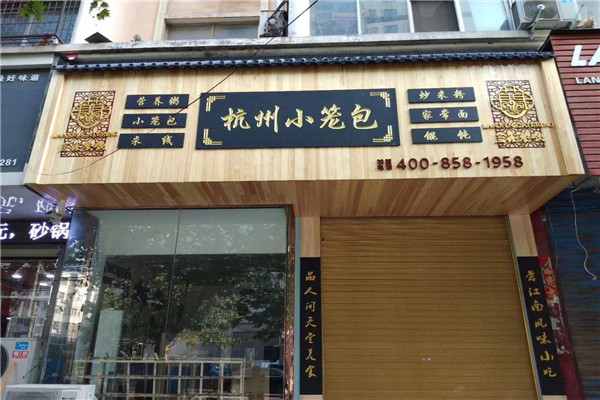 营养粥
小笼包
米线
杭州小笼包
炒米粉
家常面
馄饨
400-858-1958
品人间天堂美食
尝江南风味小吃
281
砂锅
LA
LAN